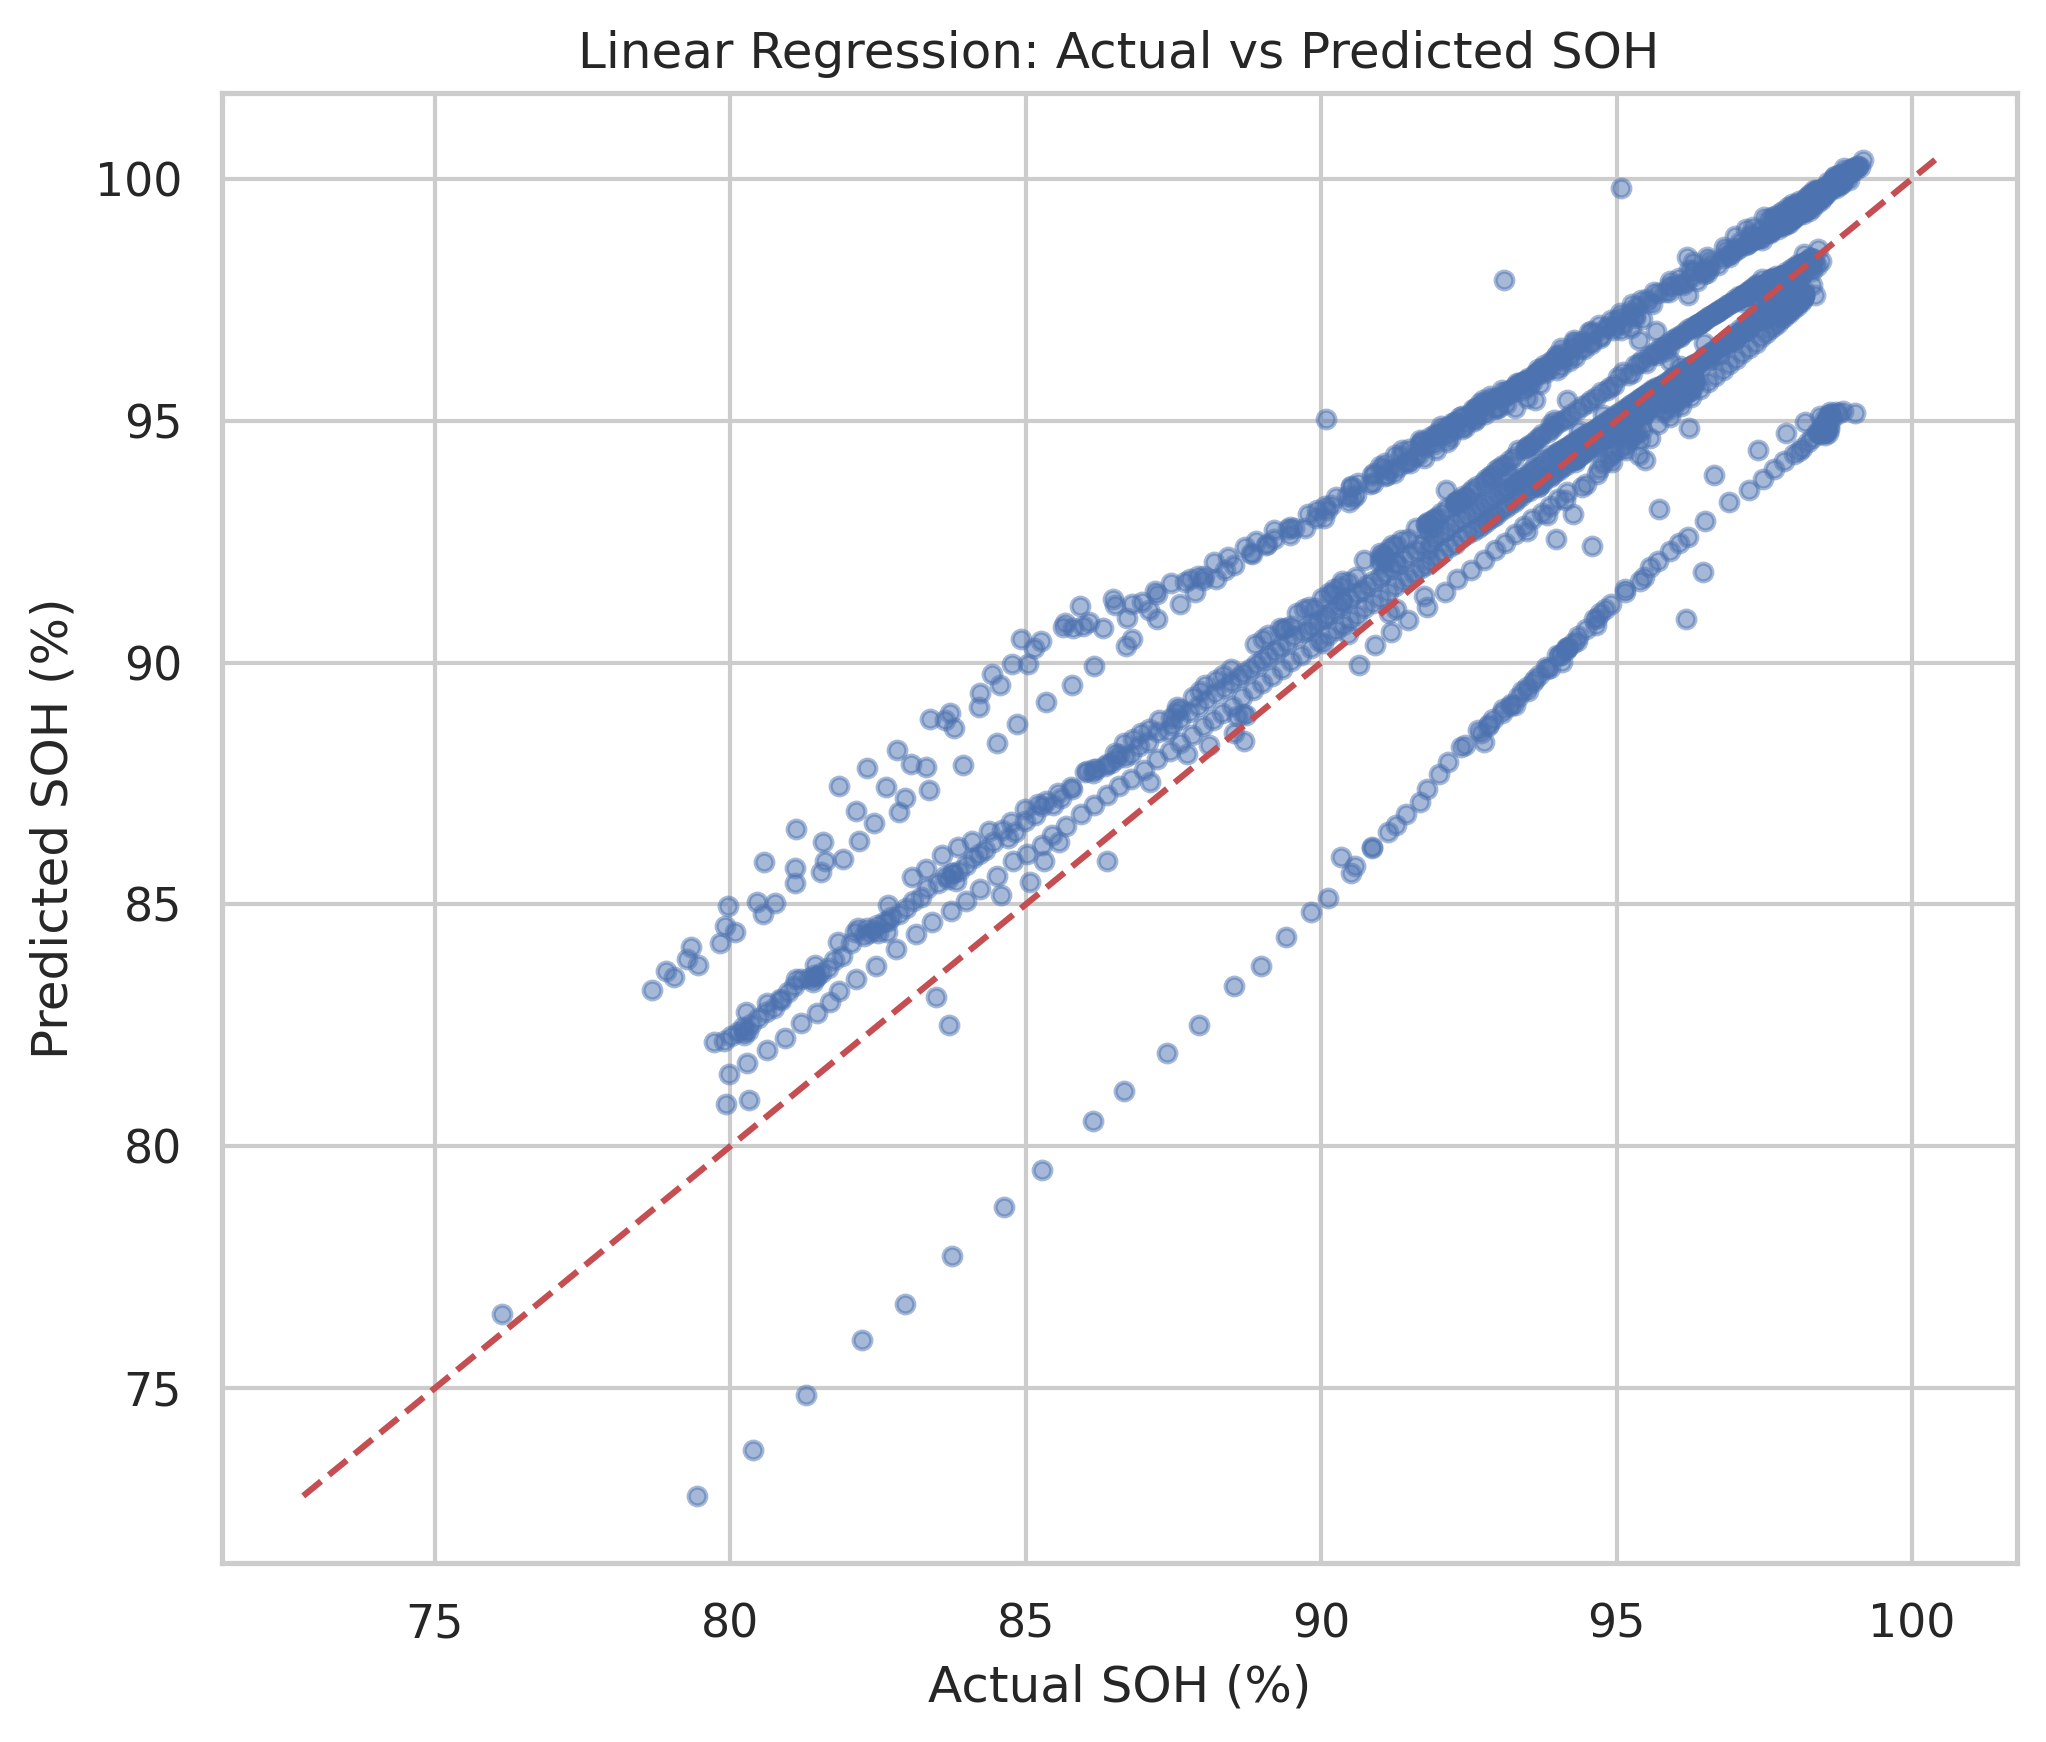 Linear Regression: Actual vs Predicted SOH
100
95
90
85
80
75
Predicted SOH (%)
75 80 85 90 95 100
Actual SOH (%)